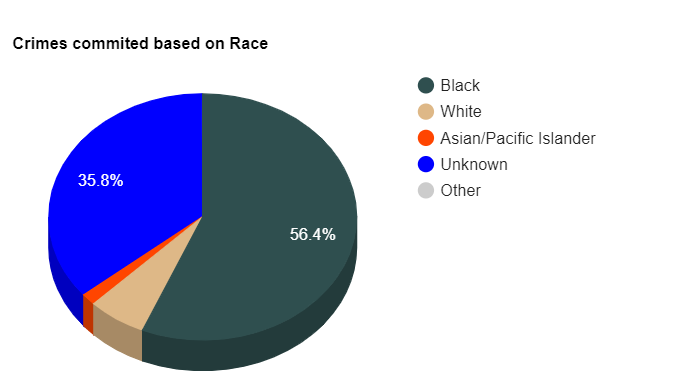 Crimes commited based on Race
Black
White
Asian/Pacific Islander
Unknown
Other
35.8%
56.4%